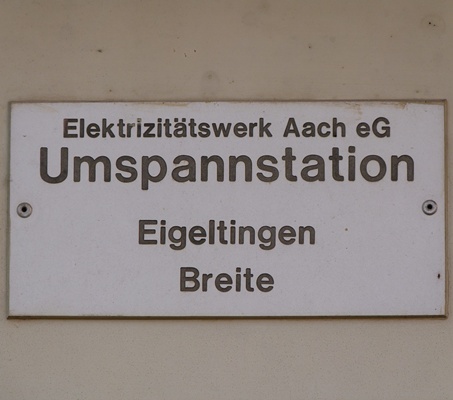 Elektrizitätswerk Aach eG
Umspannstation
Eigeltingen
Breite